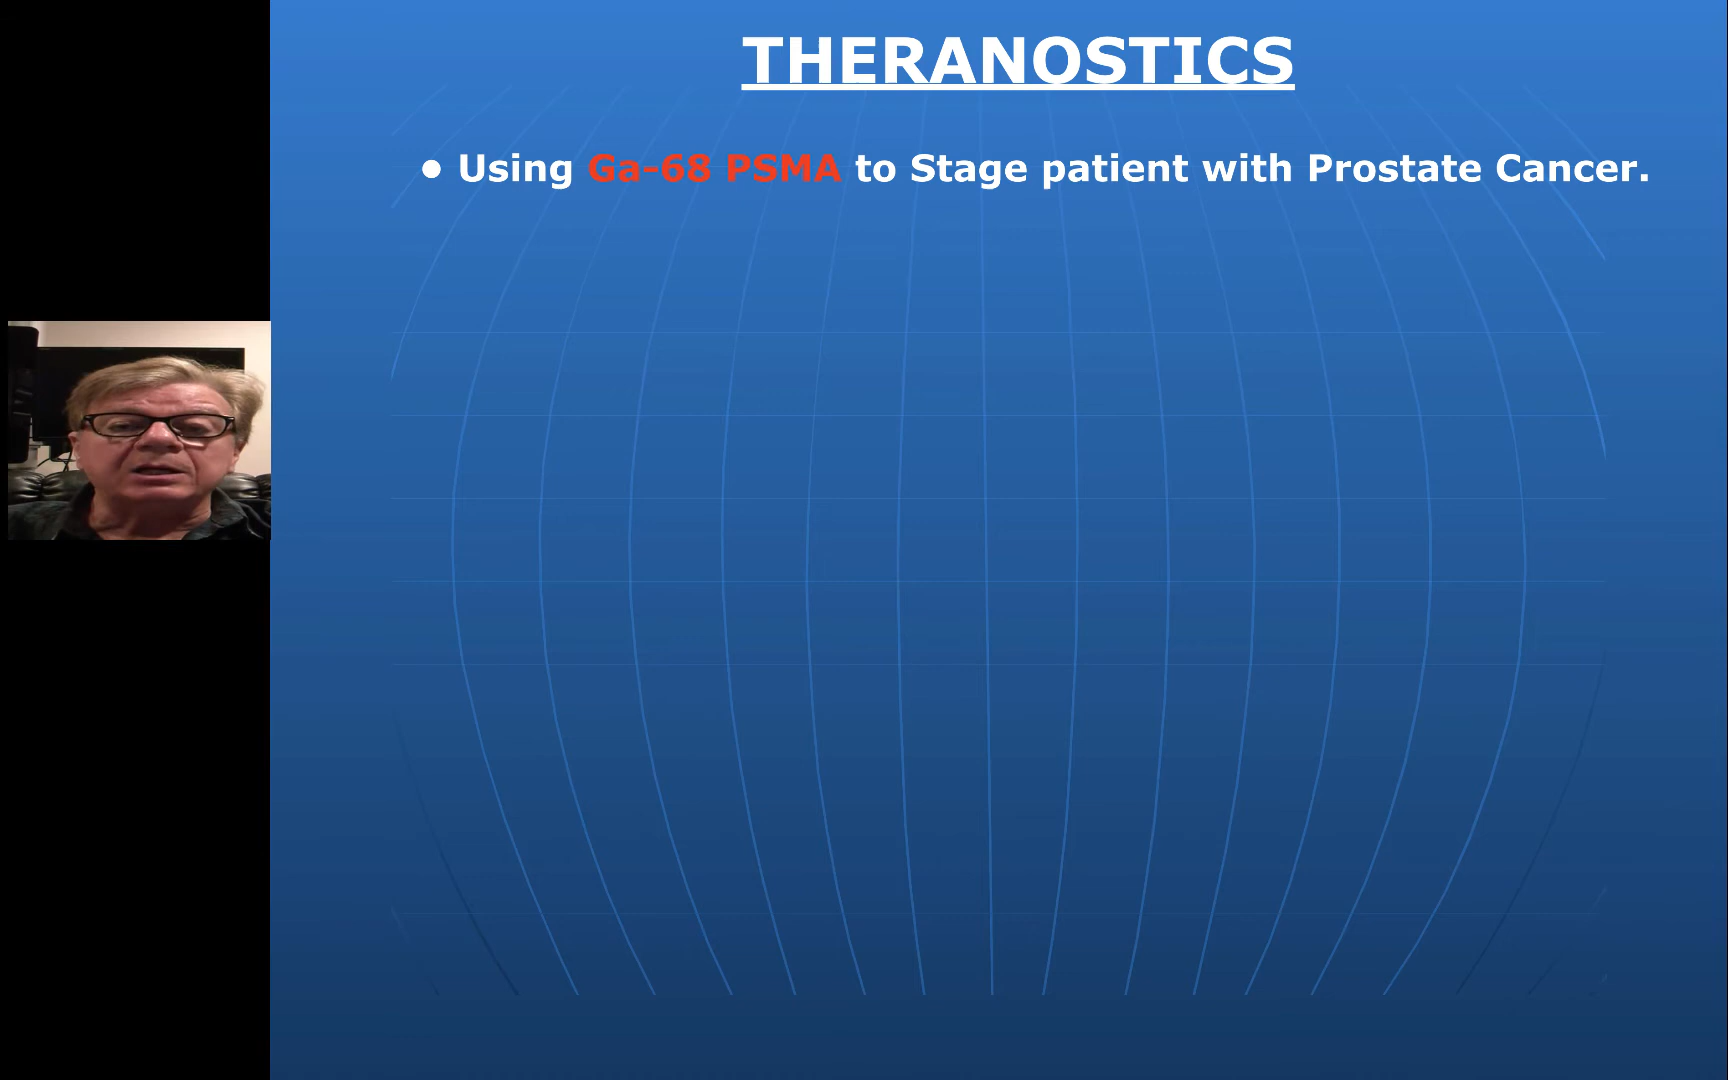 THERANOSTICS
• Using Ga-68 PSMA to Stage patient with Prostate Cancer.